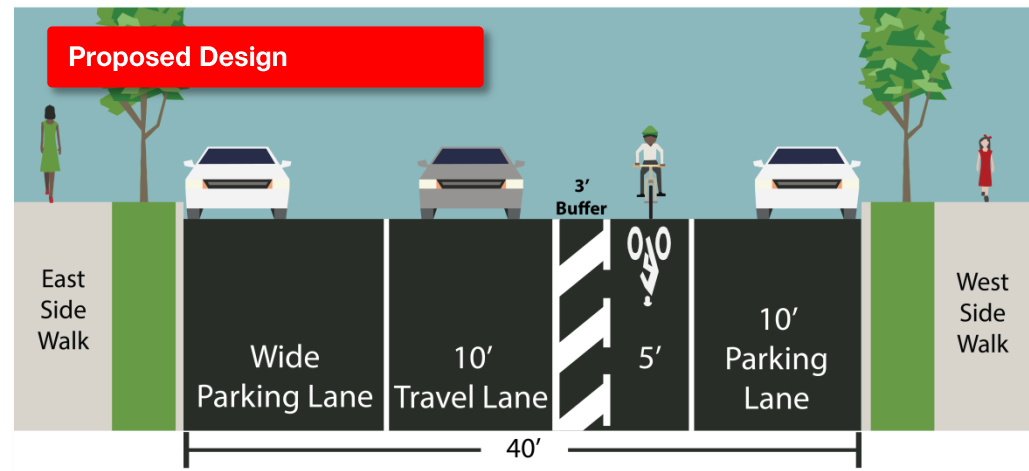 Proposed Design
3’
Buffer
East
Side
Walk
Wide
Parking Lane
10’
Travel Lane
5’
10’
Parking
Lane
West
Side
Walk
40’